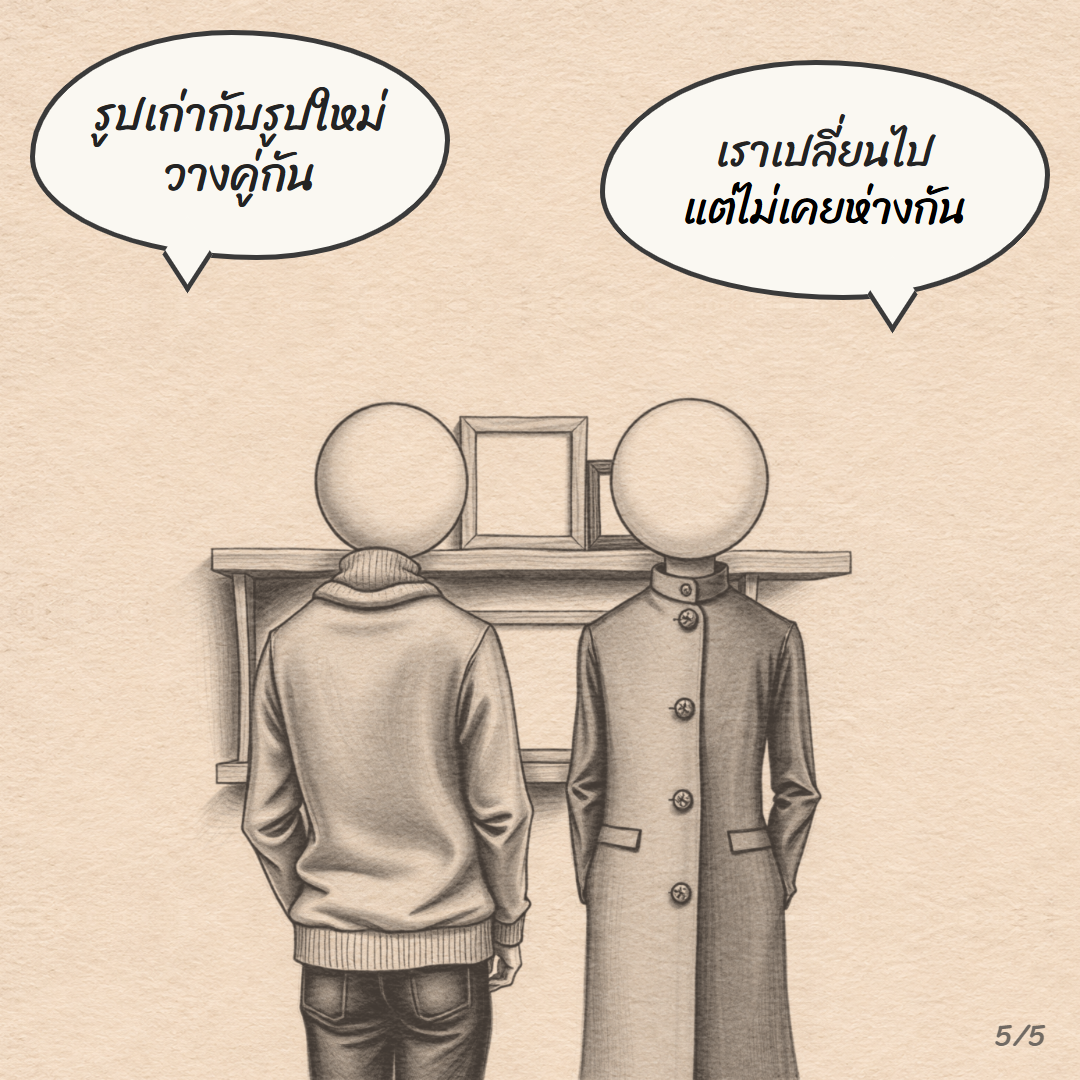 รูปเก่ากับรูปใหม่
วางคู่กัน
เราเปลี่ยนไป
แต่ไม่เคยห่างกัน
5/5